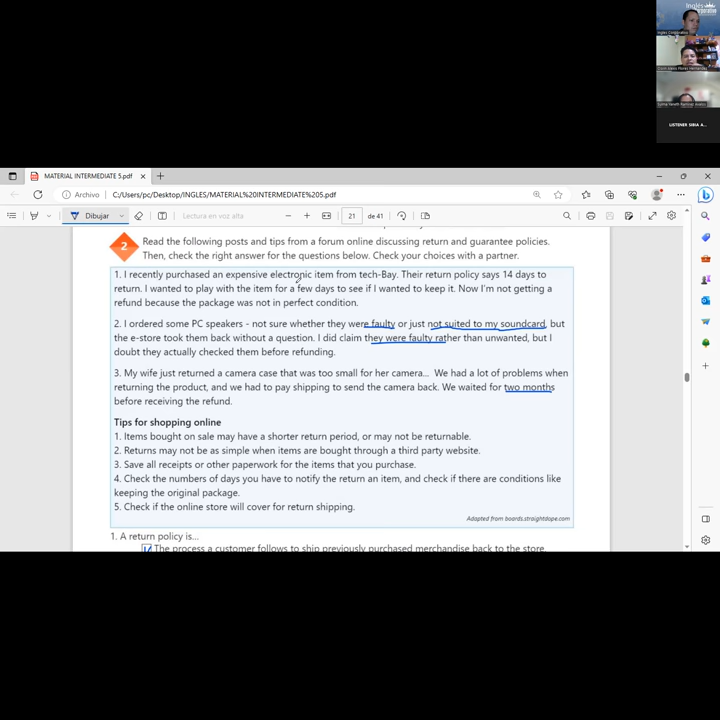 Inglés
Corporativo
Inglés Corporativo
LISTENER SIBIA A...
MATERIAL INTERMEDIATE 5.pdf
Archivo
C:/Users/pc/Desktop/INGLES/MATERIAL%20INTERMEDIATE%205.pdf
Dibujar
Lectura en voz alta
21
de 41
2
Read the following posts and tips from a forum online discussing return and guarantee policies.
Then, check the right answer for the questions below. Check your choices with a partner.
1. I recently purchased an expensive electronic item from tech-Bay. Their return policy says 14 days to
return. I wanted to play with the item for a few days to see if I wanted to keep it. Now I'm not getting a
refund because the package was not in perfect condition.
2. I ordered some PC speakers - not sure whether they were faulty or just not suited to my soundcard, but
the e-store took them back without a question. I did claim they were faulty rather than unwanted, but I
doubt they actually checked them before refunding.
3. My wife just returned a camera case that was too small for her camera... We had a lot of problems when
returning the product, and we had to pay shipping to send the camera back. We waited for two months
before receiving the refund.
Tips for shopping online
1. Items bought on sale may have a shorter return period, or may not be returnable.
2. Returns may not be as simple when items are bought through a third party website.
3. Save all receipts or other paperwork for the items that you purchase.
4. Check the numbers of days you have to notify the return an item, and check if there are conditions like
keeping the original package.
5. Check if the online store will cover for return shipping.
Adapted from boards.straightdope.com
1. A return policy is...
The process a customer follows to ship previously purchased merchandise back to the store.